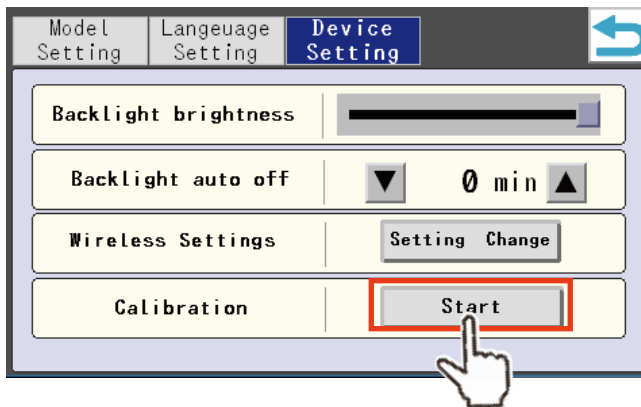 Model Setting
Langeuage Setting
Device Setting
Backlight brightness
Backlight auto off
▼ 0 min ▲
Wireless Settings
Setting Change
Calibration
Start